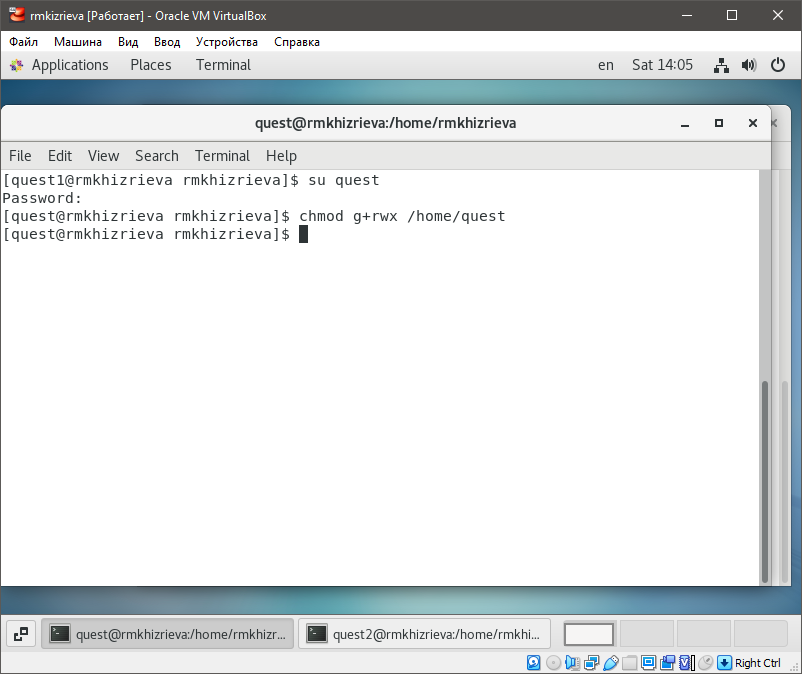 rmkizrieva [Работает] - Oracle VM VirtualBox
Файл Машина Вид Ввод Устройства Справка
Applications Places Terminal en Sat 14:05
quest@rmkhizrieva:/home/rmkhizrieva
File Edit View Search Terminal Help
[quest1@rmkhizrieva rmkhizrieva]$ su quest
Password:
[quest@rmkhizrieva rmkhizrieva]$ chmod g+rwx /home/quest
[quest@rmkhizrieva rmkhizrieva]$
quest@rmkhizrieva:/home/rmkhizr... quest2@rmkhizrieva:/home/rmkhi...
Right Ctrl